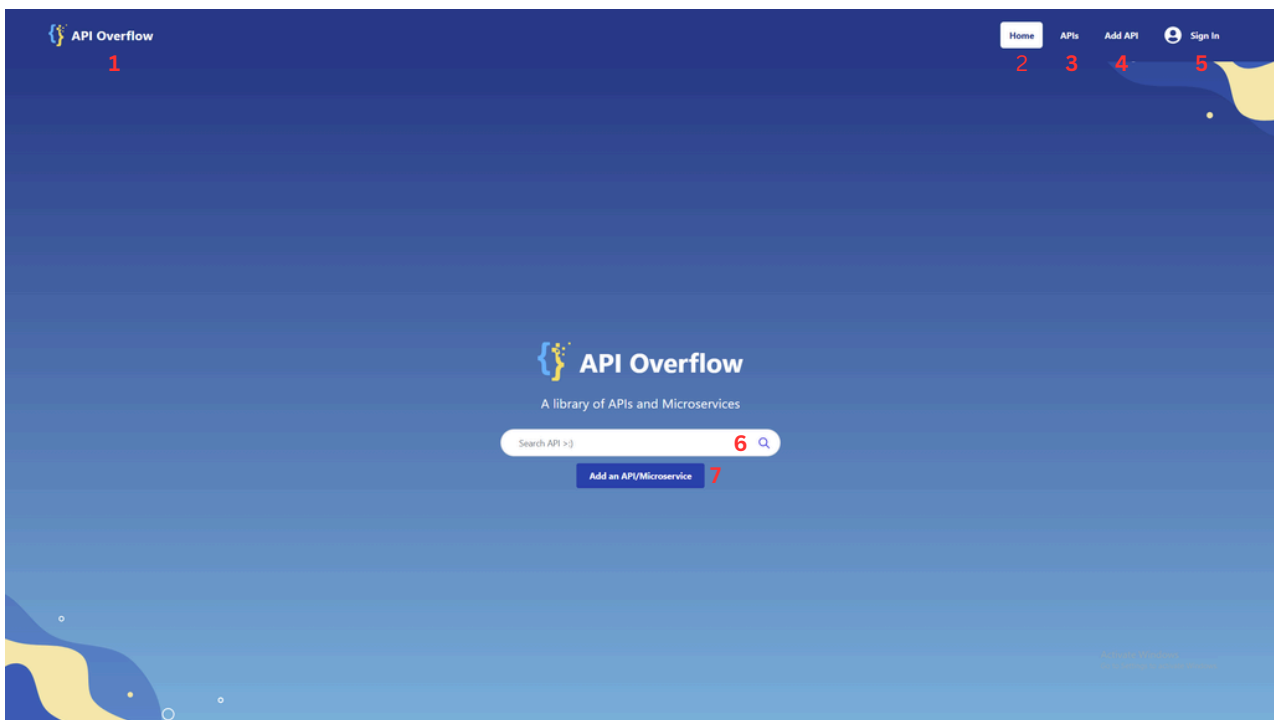 API Overflow
Home APIs Add API Sign In
1 2 3 4 5
API Overflow
A library of APIs and Microservices
Search API >:)
6
Add an API/Microservice 7